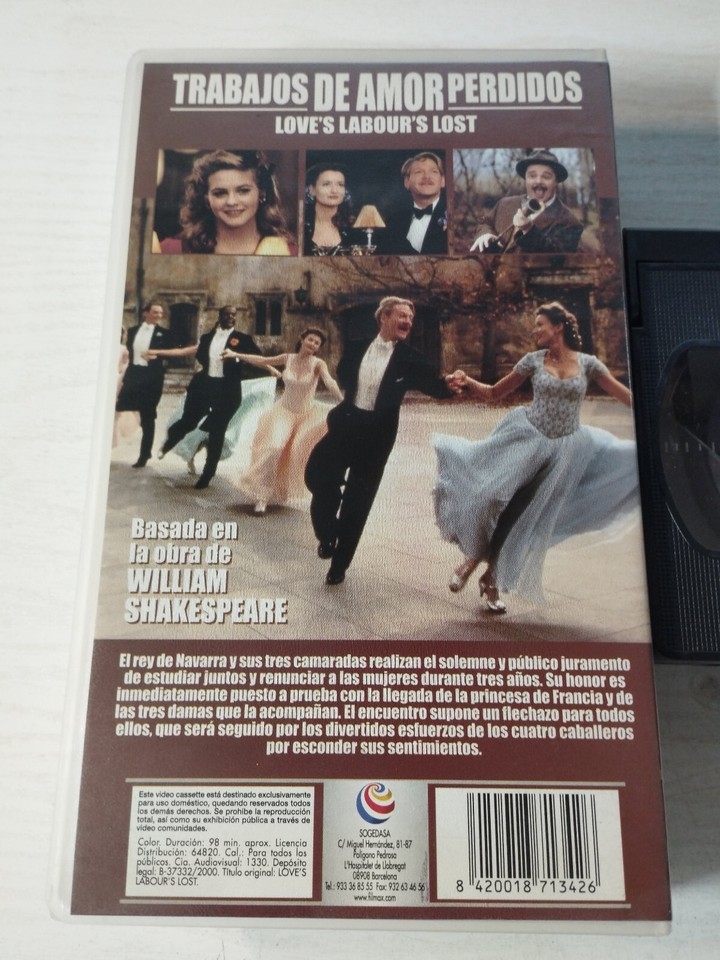 TRABAJOS DE AMOR PERDIDOS
LOVE'S LABOUR'S LOST
Basada en
la obra de
WILLIAM
SHAKESPEARE
El rey de Navarra y sus tres camaradas realizan el solemne y público juramento
de estudiar juntos y renunciar a las mujeres durante tres años. Su honor es
inmediatamente puesto a prueba con la llegada de la princesa de Francia y de
las tres damas que la acompañan. El encuentro supone un flechazo para todos
ellos, que será seguido por los divertidos esfuerzos de los cuatro caballeros
por esconder sus sentimientos.
Este video cassette está destinado exclusivamente
para uso doméstico, quedando reservados todos
los demás derechos. Se prohibe la reproducción
total, así como su exhibición pública a través de
video comunidades.
Color. Duración: 98 min. aprox. Licencia
Distribución: 64820. Cal.: Para todos los
públicos. Cía. Audiovisual: 1330. Depósito
legal: B-37332/2000. Título original: LOVE'S
LABOUR'S LOST.
SOGEDASA
C/ Miguel Hernández, 81-87
Polígono Pedrosa
L'Hospitalet de Llobregat
08908 Barcelona
Tel.: 933 36 85 55 Fax: 932 63 46 56
www.filmax.com
8 420018 713426